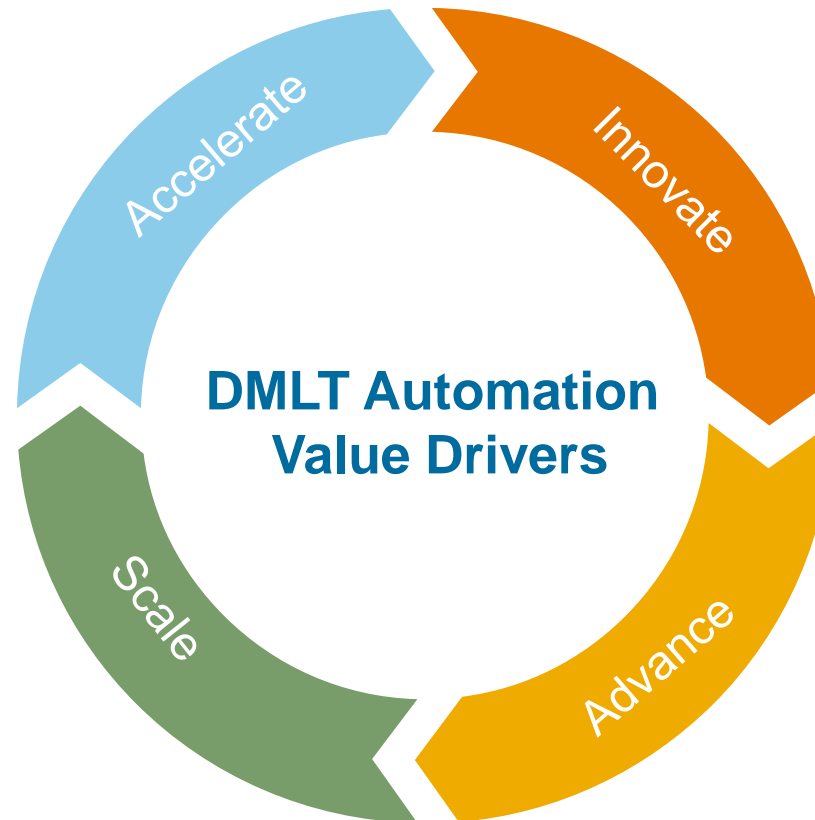 Accelerate
Innovate
DMLT Automation
Value Drivers
Scale
Advance